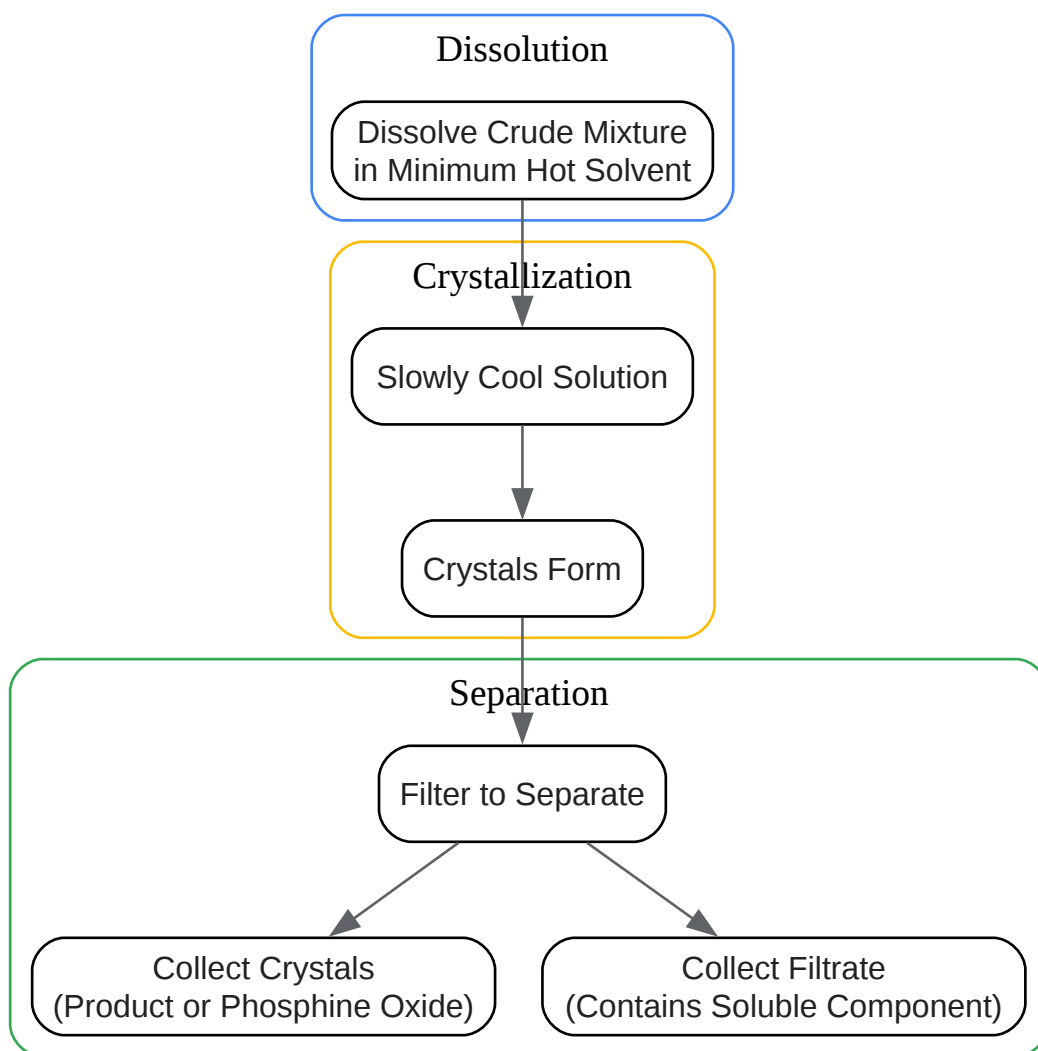 Dissolution
Dissolve Crude Mixture
in Minimum Hot Solvent
Crystallization
Slowly Cool Solution
Crystals Form
Separation
Filter to Separate
Collect Crystals
(Product or Phosphine Oxide)
Collect Filtrate
(Contains Soluble Component)